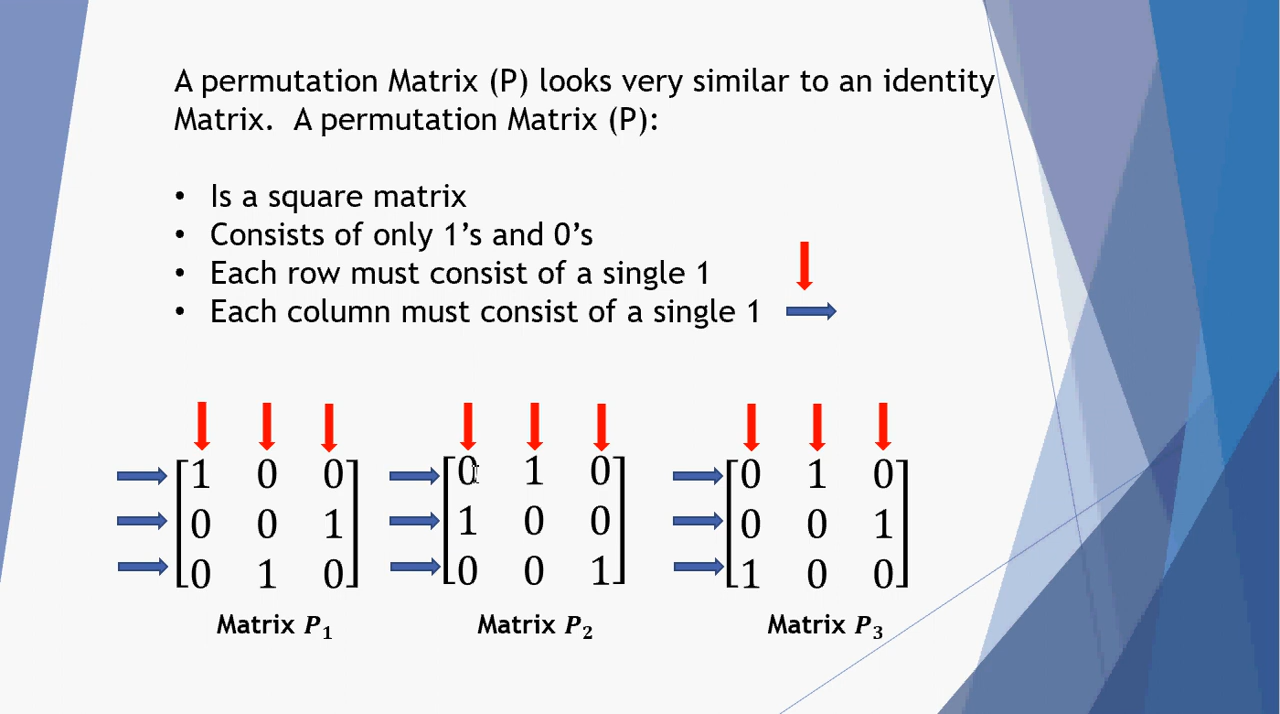 A permutation Matrix (P) looks very similar to an identity
Matrix.  A permutation Matrix (P):
• Is a square matrix
• Consists of only 1’s and 0’s
• Each row must consist of a single 1
• Each column must consist of a single 1
[1 0 0] [0 1 0] [0 1 0]
[0 0 1] [1 0 0] [0 0 1]
[0 1 0] [0 0 1] [1 0 0]
Matrix P₁ Matrix P₂ Matrix P₃